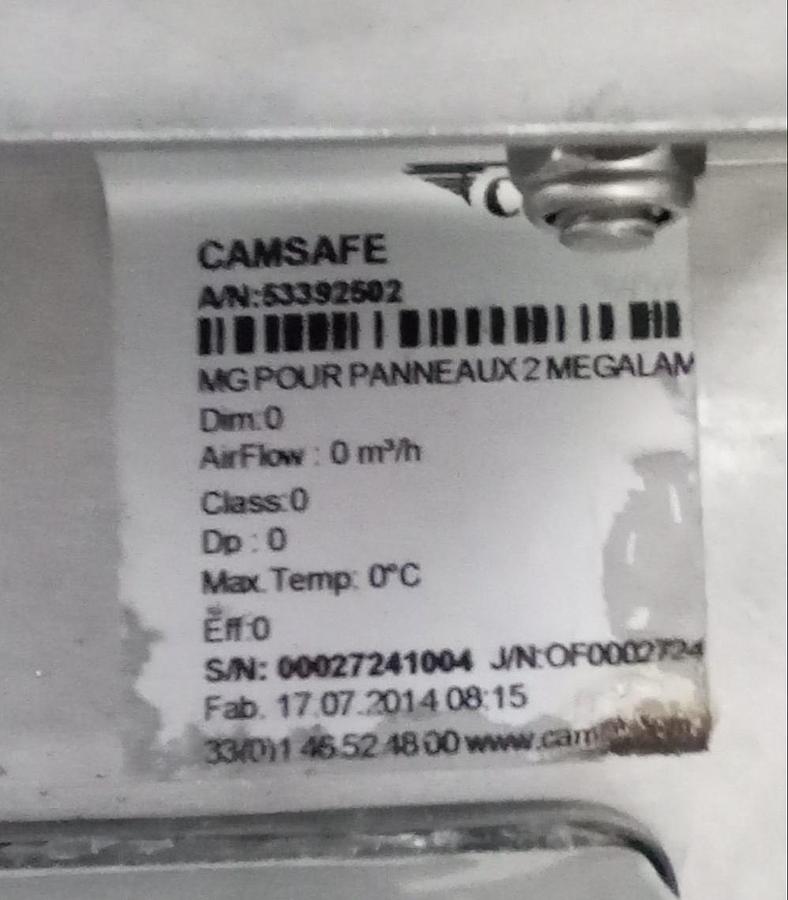 C
CAMSAFE
A/N:53392502
MG POUR PANNEAUX 2 MEGALAM
Dim:0
AirFlow : 0 m³/h
Class:0
Dp : 0
Max. Temp: 0°C
Eff:0
S/N: 00027241004 J/N:OF0002724
Fab. 17.07.2014 08:15
33(0)1 46 52 48 00 www.cam